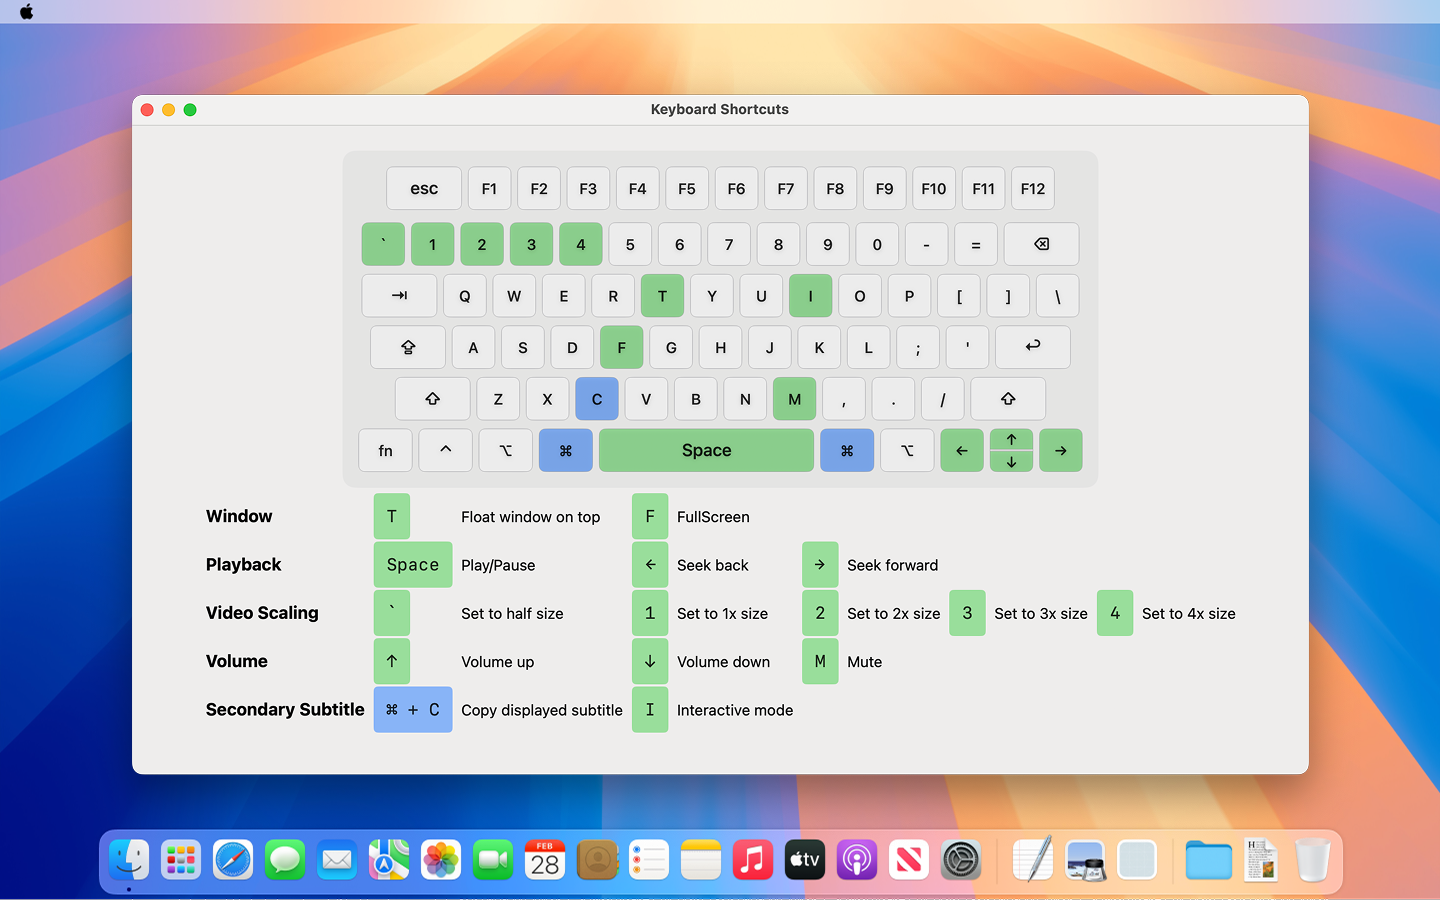 Keyboard Shortcuts
esc F1 F2 F3 F4 F5 F6 F7 F8 F9 F10 F11 F12
` 1 2 3 4 5 6 7 8 9 0 - = ⌫
⇥ Q W E R T Y U I O P [ ] \
⇪ A S D F G H J K L ; ' ↩
⇧ Z X C V B N M , . / ⇧
fn ^ ⌥ ⌘ Space ⌘ ⌥ ← ↑ ↓ →
Window T Float window on top F FullScreen
Playback Space Play/Pause ← Seek back → Seek forward
Video Scaling ` Set to half size 1 Set to 1x size 2 Set to 2x size 3 Set to 3x size 4 Set to 4x size
Volume ↑ Volume up ↓ Volume down M Mute
Secondary Subtitle ⌘ + C Copy displayed subtitle I Interactive mode
FEB
28
tv